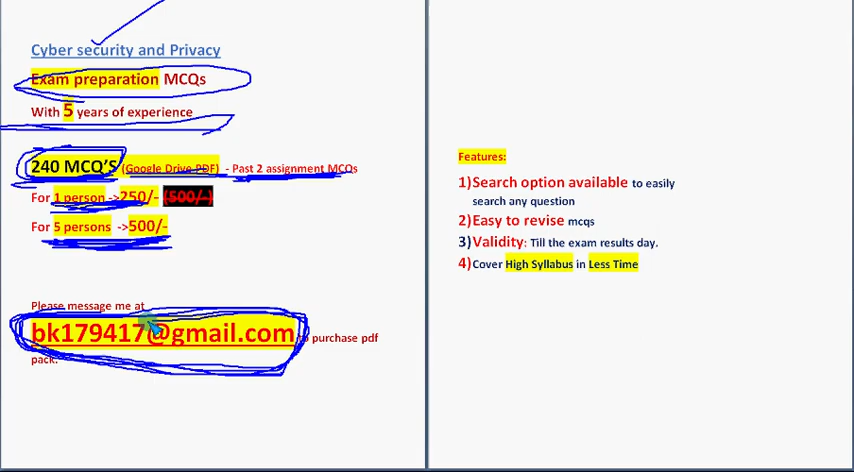 Cyber security and Privacy
Exam preparation MCQs
With 5 years of experience
240 MCQ'S (Google Drive PDF) - Past 2 assignment MCQs
For 1 person ->250/- (500/-)
For 5 persons ->500/-
Please message me at
bk179417@gmail.com to purchase pdf
pack.
Features:
1)Search option available to easily
search any question
2)Easy to revise mcqs
3)Validity: Till the exam results day.
4)Cover High Syllabus in Less Time